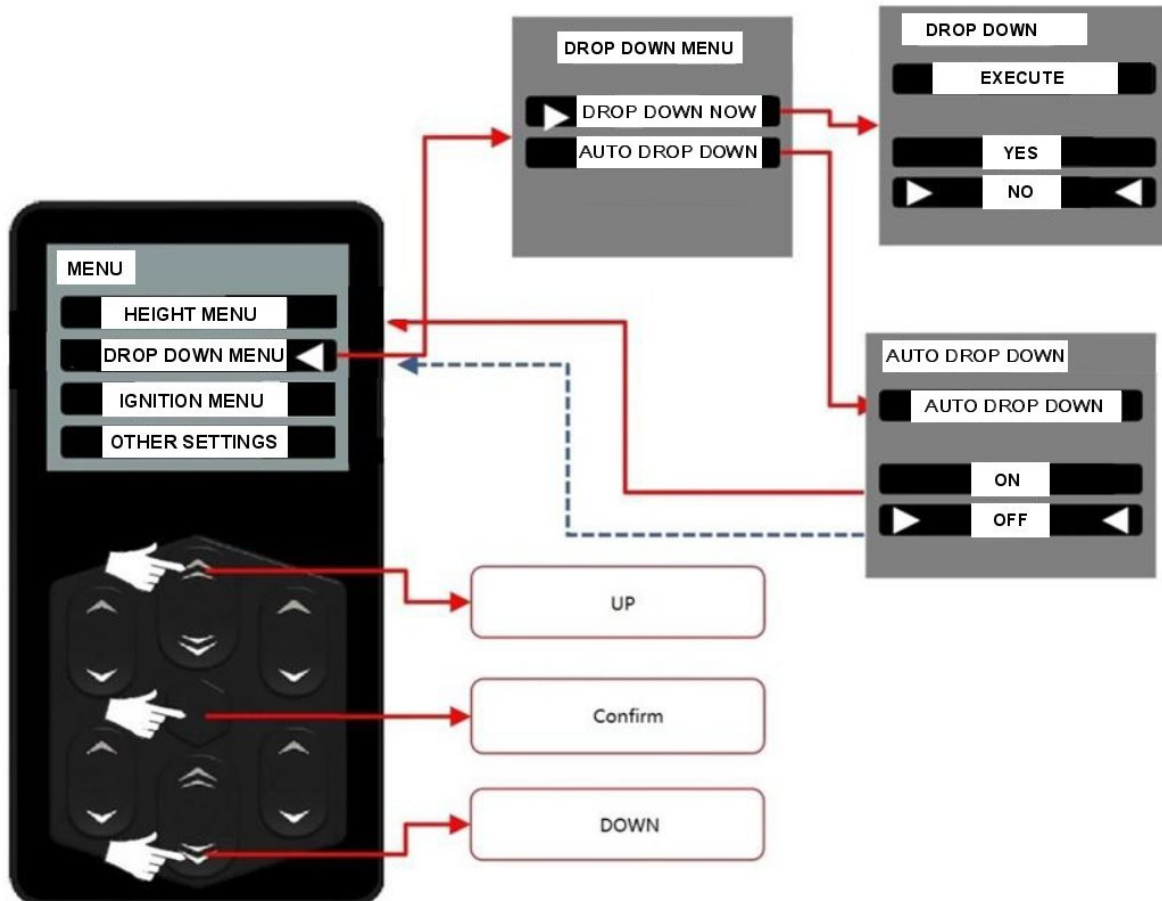 MENU
HEIGHT MENU
DROP DOWN MENU
IGNITION MENU
OTHER SETTINGS
DROP DOWN MENU
DROP DOWN NOW
AUTO DROP DOWN
DROP DOWN
EXECUTE
YES
NO
AUTO DROP DOWN
AUTO DROP DOWN
ON
OFF
UP
Confirm
DOWN